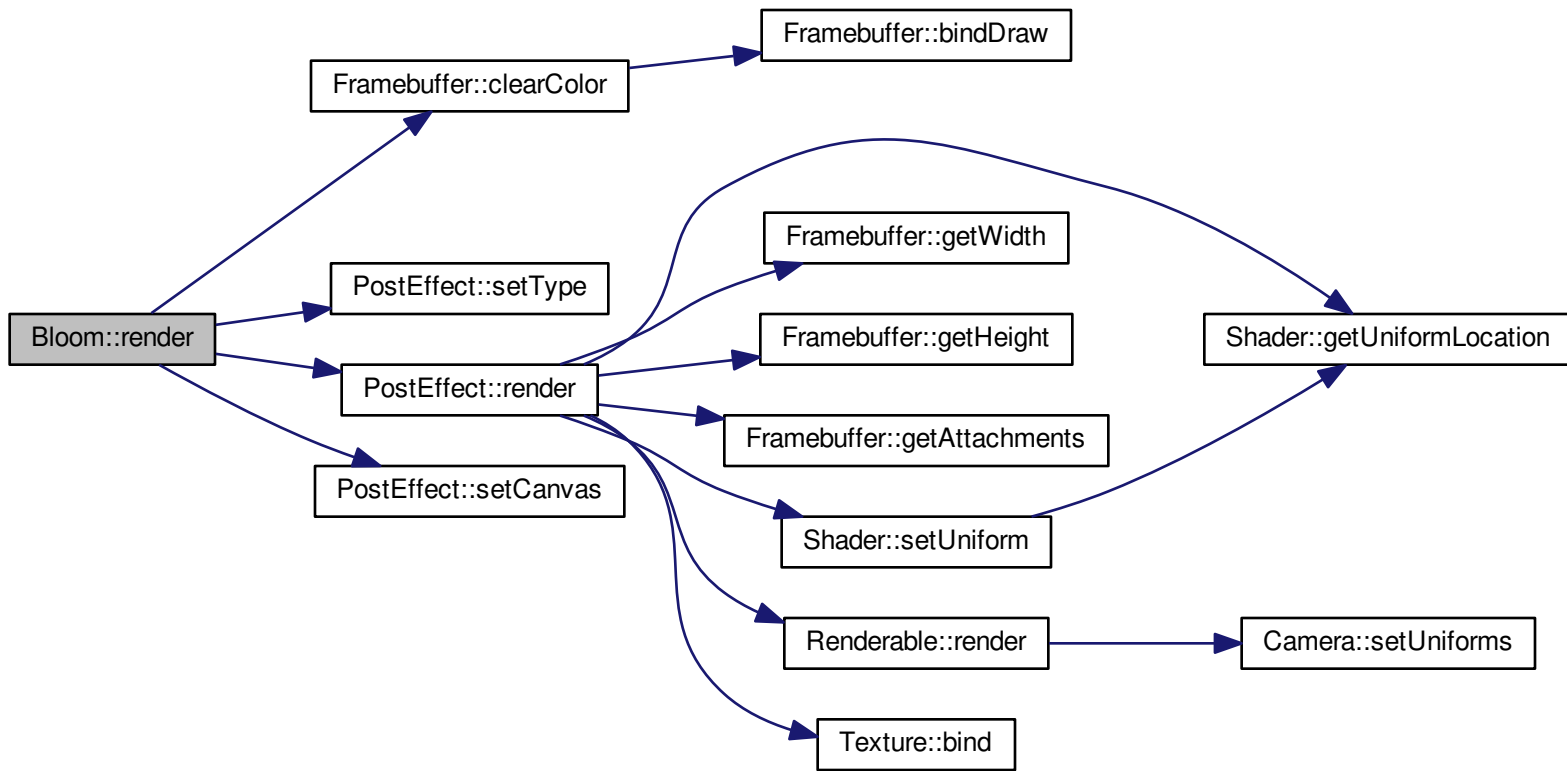 Framebuffer::bindDraw
Framebuffer::clearColor
Framebuffer::getWidth
PostEffect::setType
Bloom::render
Framebuffer::getHeight
Shader::getUniformLocation
PostEffect::render
Framebuffer::getAttachments
PostEffect::setCanvas
Shader::setUniform
Renderable::render
Camera::setUniforms
Texture::bind